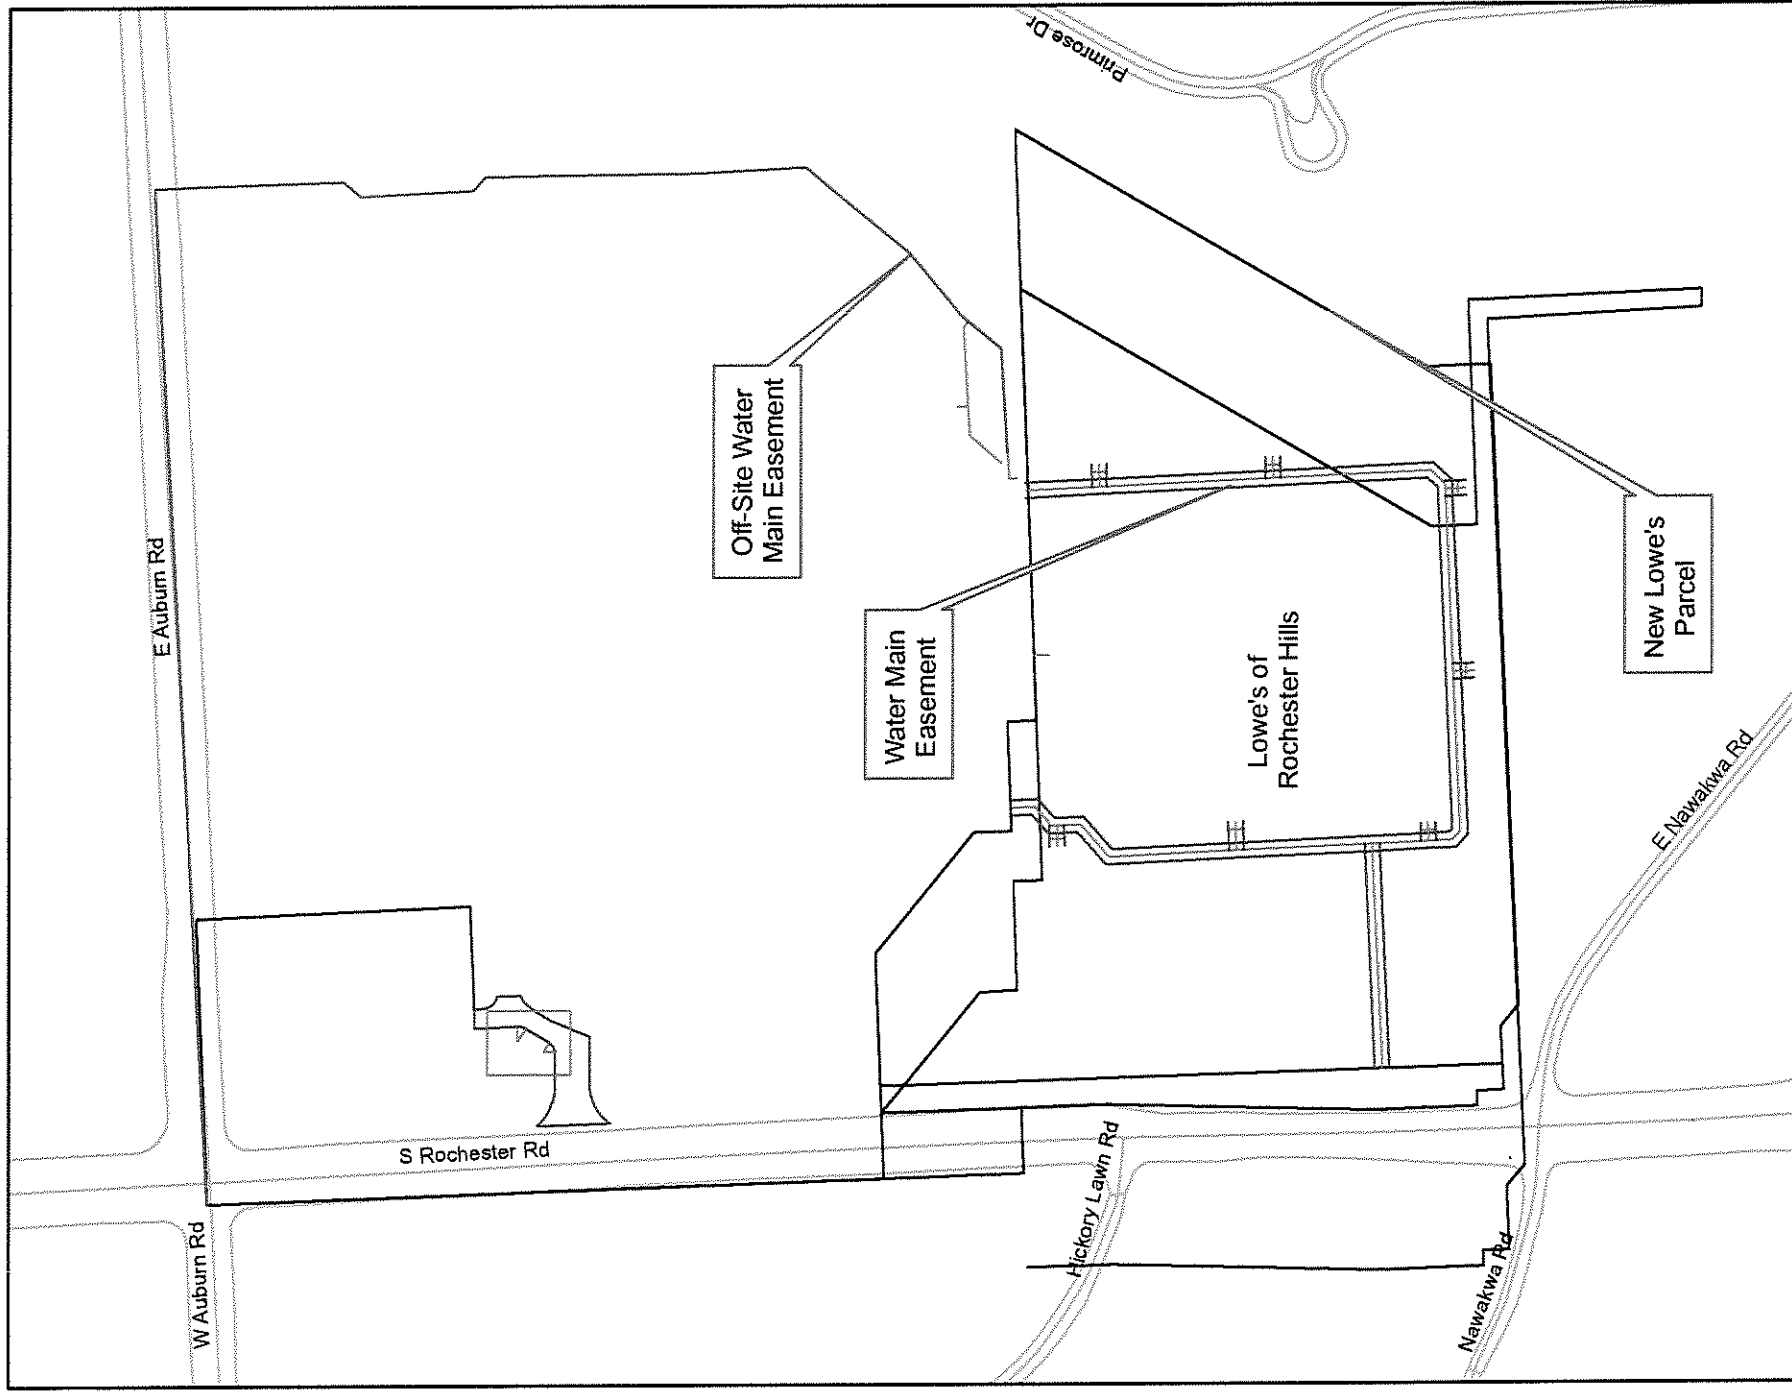 Primrose Dr
E Auburn Rd
Off-Site Water
Main Easement
Water Main
Easement
Lowe's of
Rochester Hills
New Lowe's
Parcel
E Nawakwa Rd
S Rochester Rd
Hickory Lawn Rd
W Auburn Rd
Nawakwa Rd